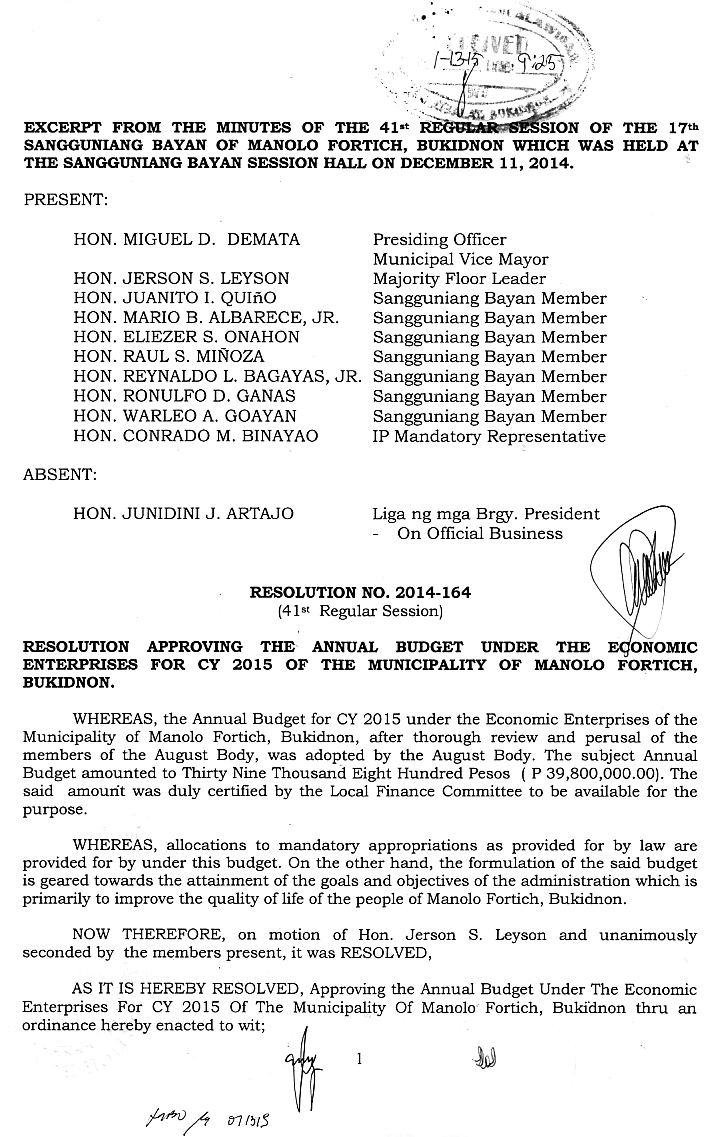 RECEIVED
1-13-15 9:25
EXCERPT FROM THE MINUTES OF THE 41st REGULAR SESSION OF THE 17th
SANGGUNIANG BAYAN OF MANOLO FORTICH, BUKIDNON WHICH WAS HELD AT
THE SANGGUNIANG BAYAN SESSION HALL ON DECEMBER 11, 2014.
PRESENT:
HON. MIGUEL D. DEMATA Presiding Officer
Municipal Vice Mayor
HON. JERSON S. LEYSON Majority Floor Leader
HON. JUANITO I. QUIñO Sangguniang Bayan Member
HON. MARIO B. ALBARECE, JR. Sangguniang Bayan Member
HON. ELIEZER S. ONAHON Sangguniang Bayan Member
HON. RAUL S. MIÑOZA Sangguniang Bayan Member
HON. REYNALDO L. BAGAYAS, JR. Sangguniang Bayan Member
HON. RONULFO D. GANAS Sangguniang Bayan Member
HON. WARLEO A. GOAYAN Sangguniang Bayan Member
HON. CONRADO M. BINAYAO IP Mandatory Representative
ABSENT:
HON. JUNIDINI J. ARTAJO Liga ng mga Brgy. President
- On Official Business
RESOLUTION NO. 2014-164
(41st Regular Session)
RESOLUTION APPROVING THE ANNUAL BUDGET UNDER THE ECONOMIC
ENTERPRISES FOR CY 2015 OF THE MUNICIPALITY OF MANOLO FORTICH,
BUKIDNON.
WHEREAS, the Annual Budget for CY 2015 under the Economic Enterprises of the
Municipality of Manolo Fortich, Bukidnon, after thorough review and perusal of the
members of the August Body, was adopted by the August Body. The subject Annual
Budget amounted to Thirty Nine Thousand Eight Hundred Pesos ( P 39,800,000.00). The
said amount was duly certified by the Local Finance Committee to be available for the
purpose.
WHEREAS, allocations to mandatory appropriations as provided for by law are
provided for by under this budget. On the other hand, the formulation of the said budget
is geared towards the attainment of the goals and objectives of the administration which is
primarily to improve the quality of life of the people of Manolo Fortich, Bukidnon.
NOW THEREFORE, on motion of Hon. Jerson S. Leyson and unanimously
seconded by the members present, it was RESOLVED,
AS IT IS HEREBY RESOLVED, Approving the Annual Budget Under The Economic
Enterprises For CY 2015 Of The Municipality Of Manolo Fortich, Bukidnon thru an
ordinance hereby enacted to wit;
1